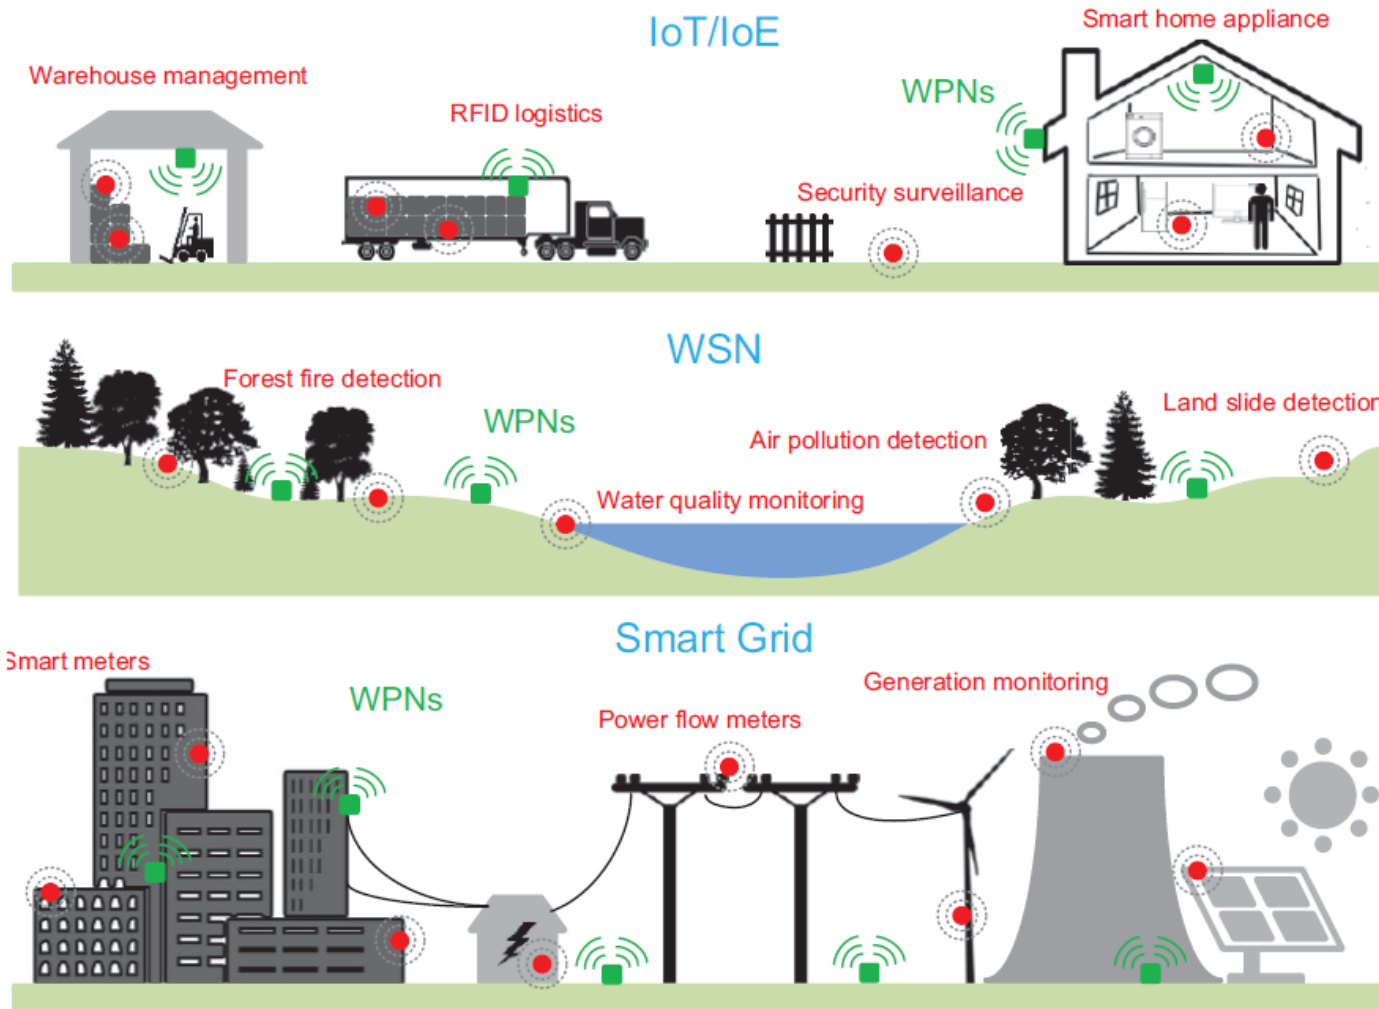 IoT/IoE
Smart home appliance
Warehouse management
WPNs
RFID logistics
Security surveillance
WSN
Forest fire detection
Land slide detection
WPNs
Air pollution detection
Water quality monitoring
Smart Grid
Smart meters
Generation monitoring
WPNs
Power flow meters